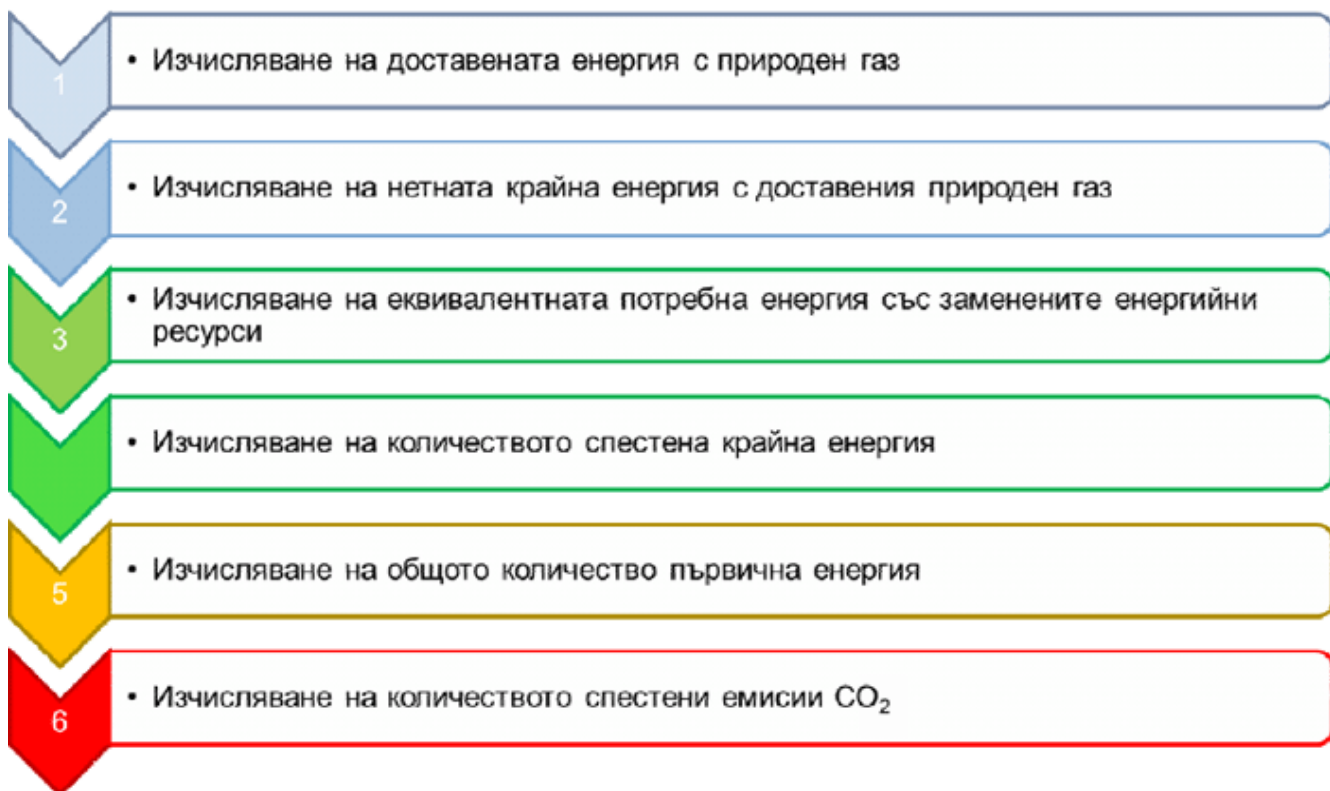 1
• Изчисляване на доставената енергия с природен газ
2
• Изчисляване на нетната крайна енергия с доставения природен газ
3
• Изчисляване на еквивалентната потребна енергия със заменените енергийни
ресурси
• Изчисляване на количеството спестена крайна енергия
5
• Изчисляване на общото количество първична енергия
6
• Изчисляване на количеството спестени емисии CO₂